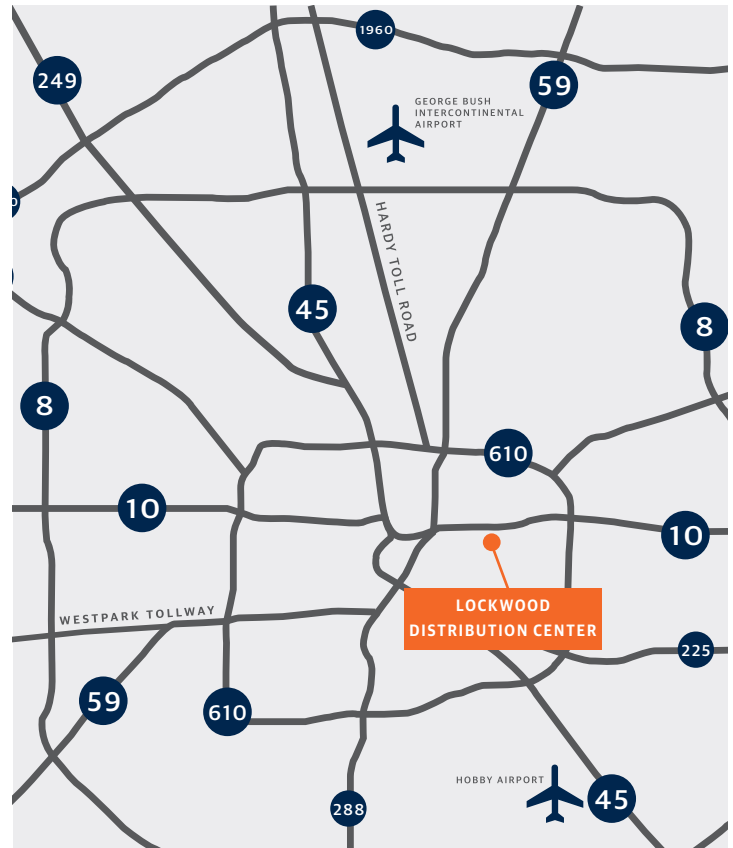 1960
249
59
GEORGE BUSH
INTERCONTINENTAL
AIRPORT
HARDY TOLL ROAD
45
8
8
610
10
10
LOCKWOOD
DISTRIBUTION CENTER
WESTPARK TOLLWAY
225
59
610
HOBBY AIRPORT
45
288